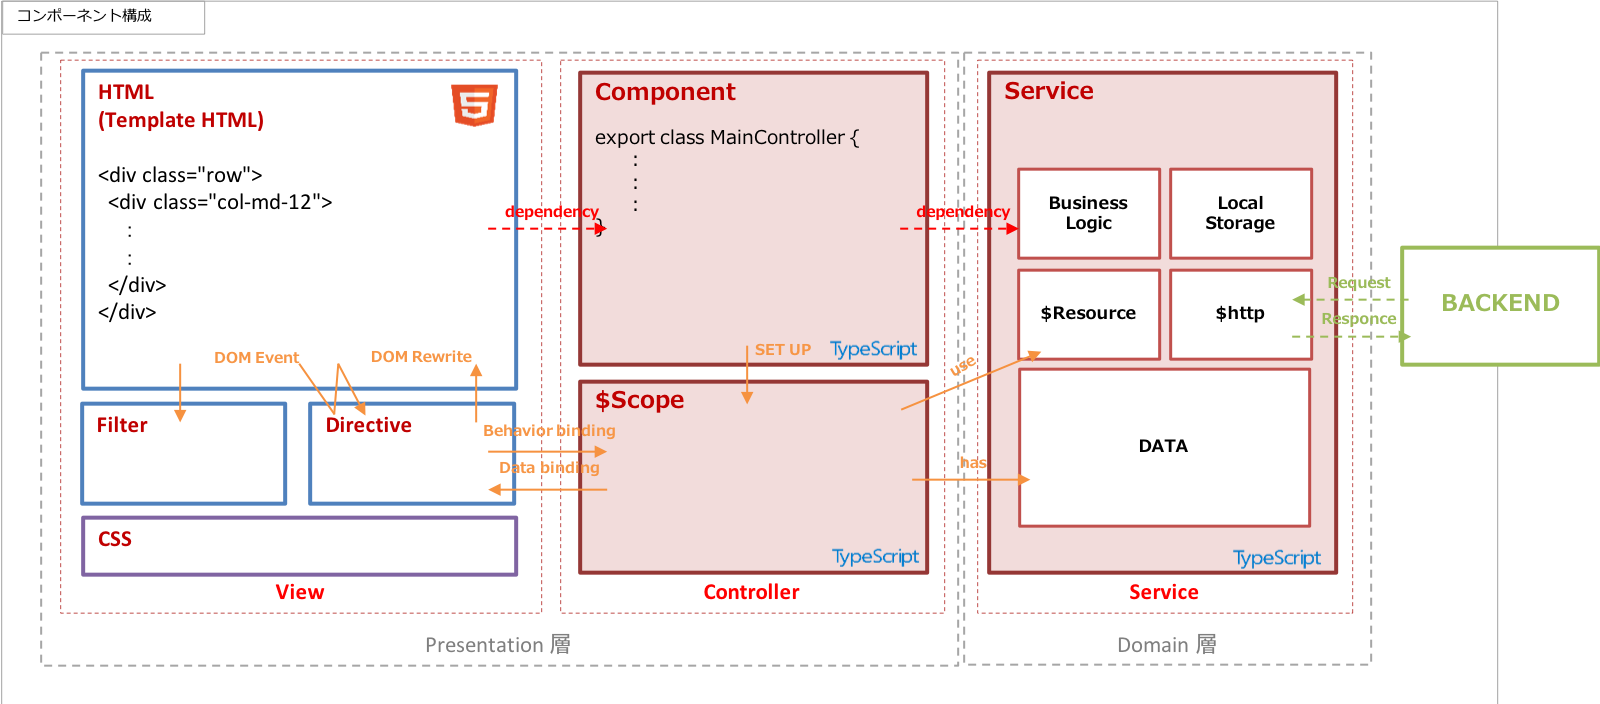 コンポーネント構成
HTML
(Template HTML)
<div class="row">
<div class="col-md-12">
:
:
</div>
</div>
DOM Event
DOM Rewrite
Filter
Directive
CSS
View
dependency
Behavior binding
Data binding
Component
export class MainController {
:
:
:
}
SET UP
TypeScript
$Scope
TypeScript
Controller
Presentation 層
dependency
use
has
Service
Business
Logic
Local
Storage
$Resource
$http
DATA
TypeScript
Service
Domain 層
Request
Responce
BACKEND